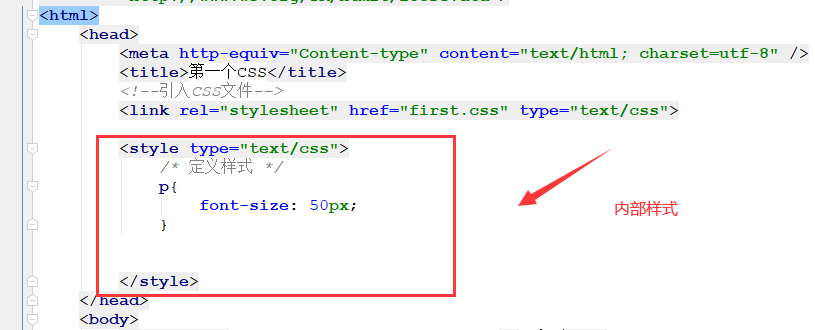 <html>
<head>
<meta http-equiv="Content-type" content="text/html; charset=utf-8" />
<title>第一个CSS</title>
<!--引入CSS文件-->
<link rel="stylesheet" href="first.css" type="text/css">
<style type="text/css">
/* 定义样式 */
p{
font-size: 50px;
}
内部样式
</style>
</head>
<body>